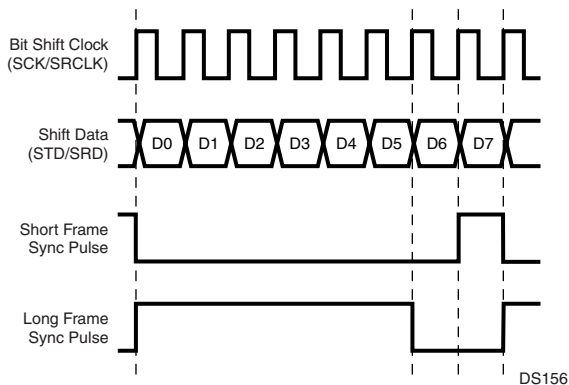 Bit Shift Clock
(SCK/SRCLK)
Shift Data
(STD/SRD)
D0 D1 D2 D3 D4 D5 D6 D7
Short Frame
Sync Pulse
Long Frame
Sync Pulse
DS156